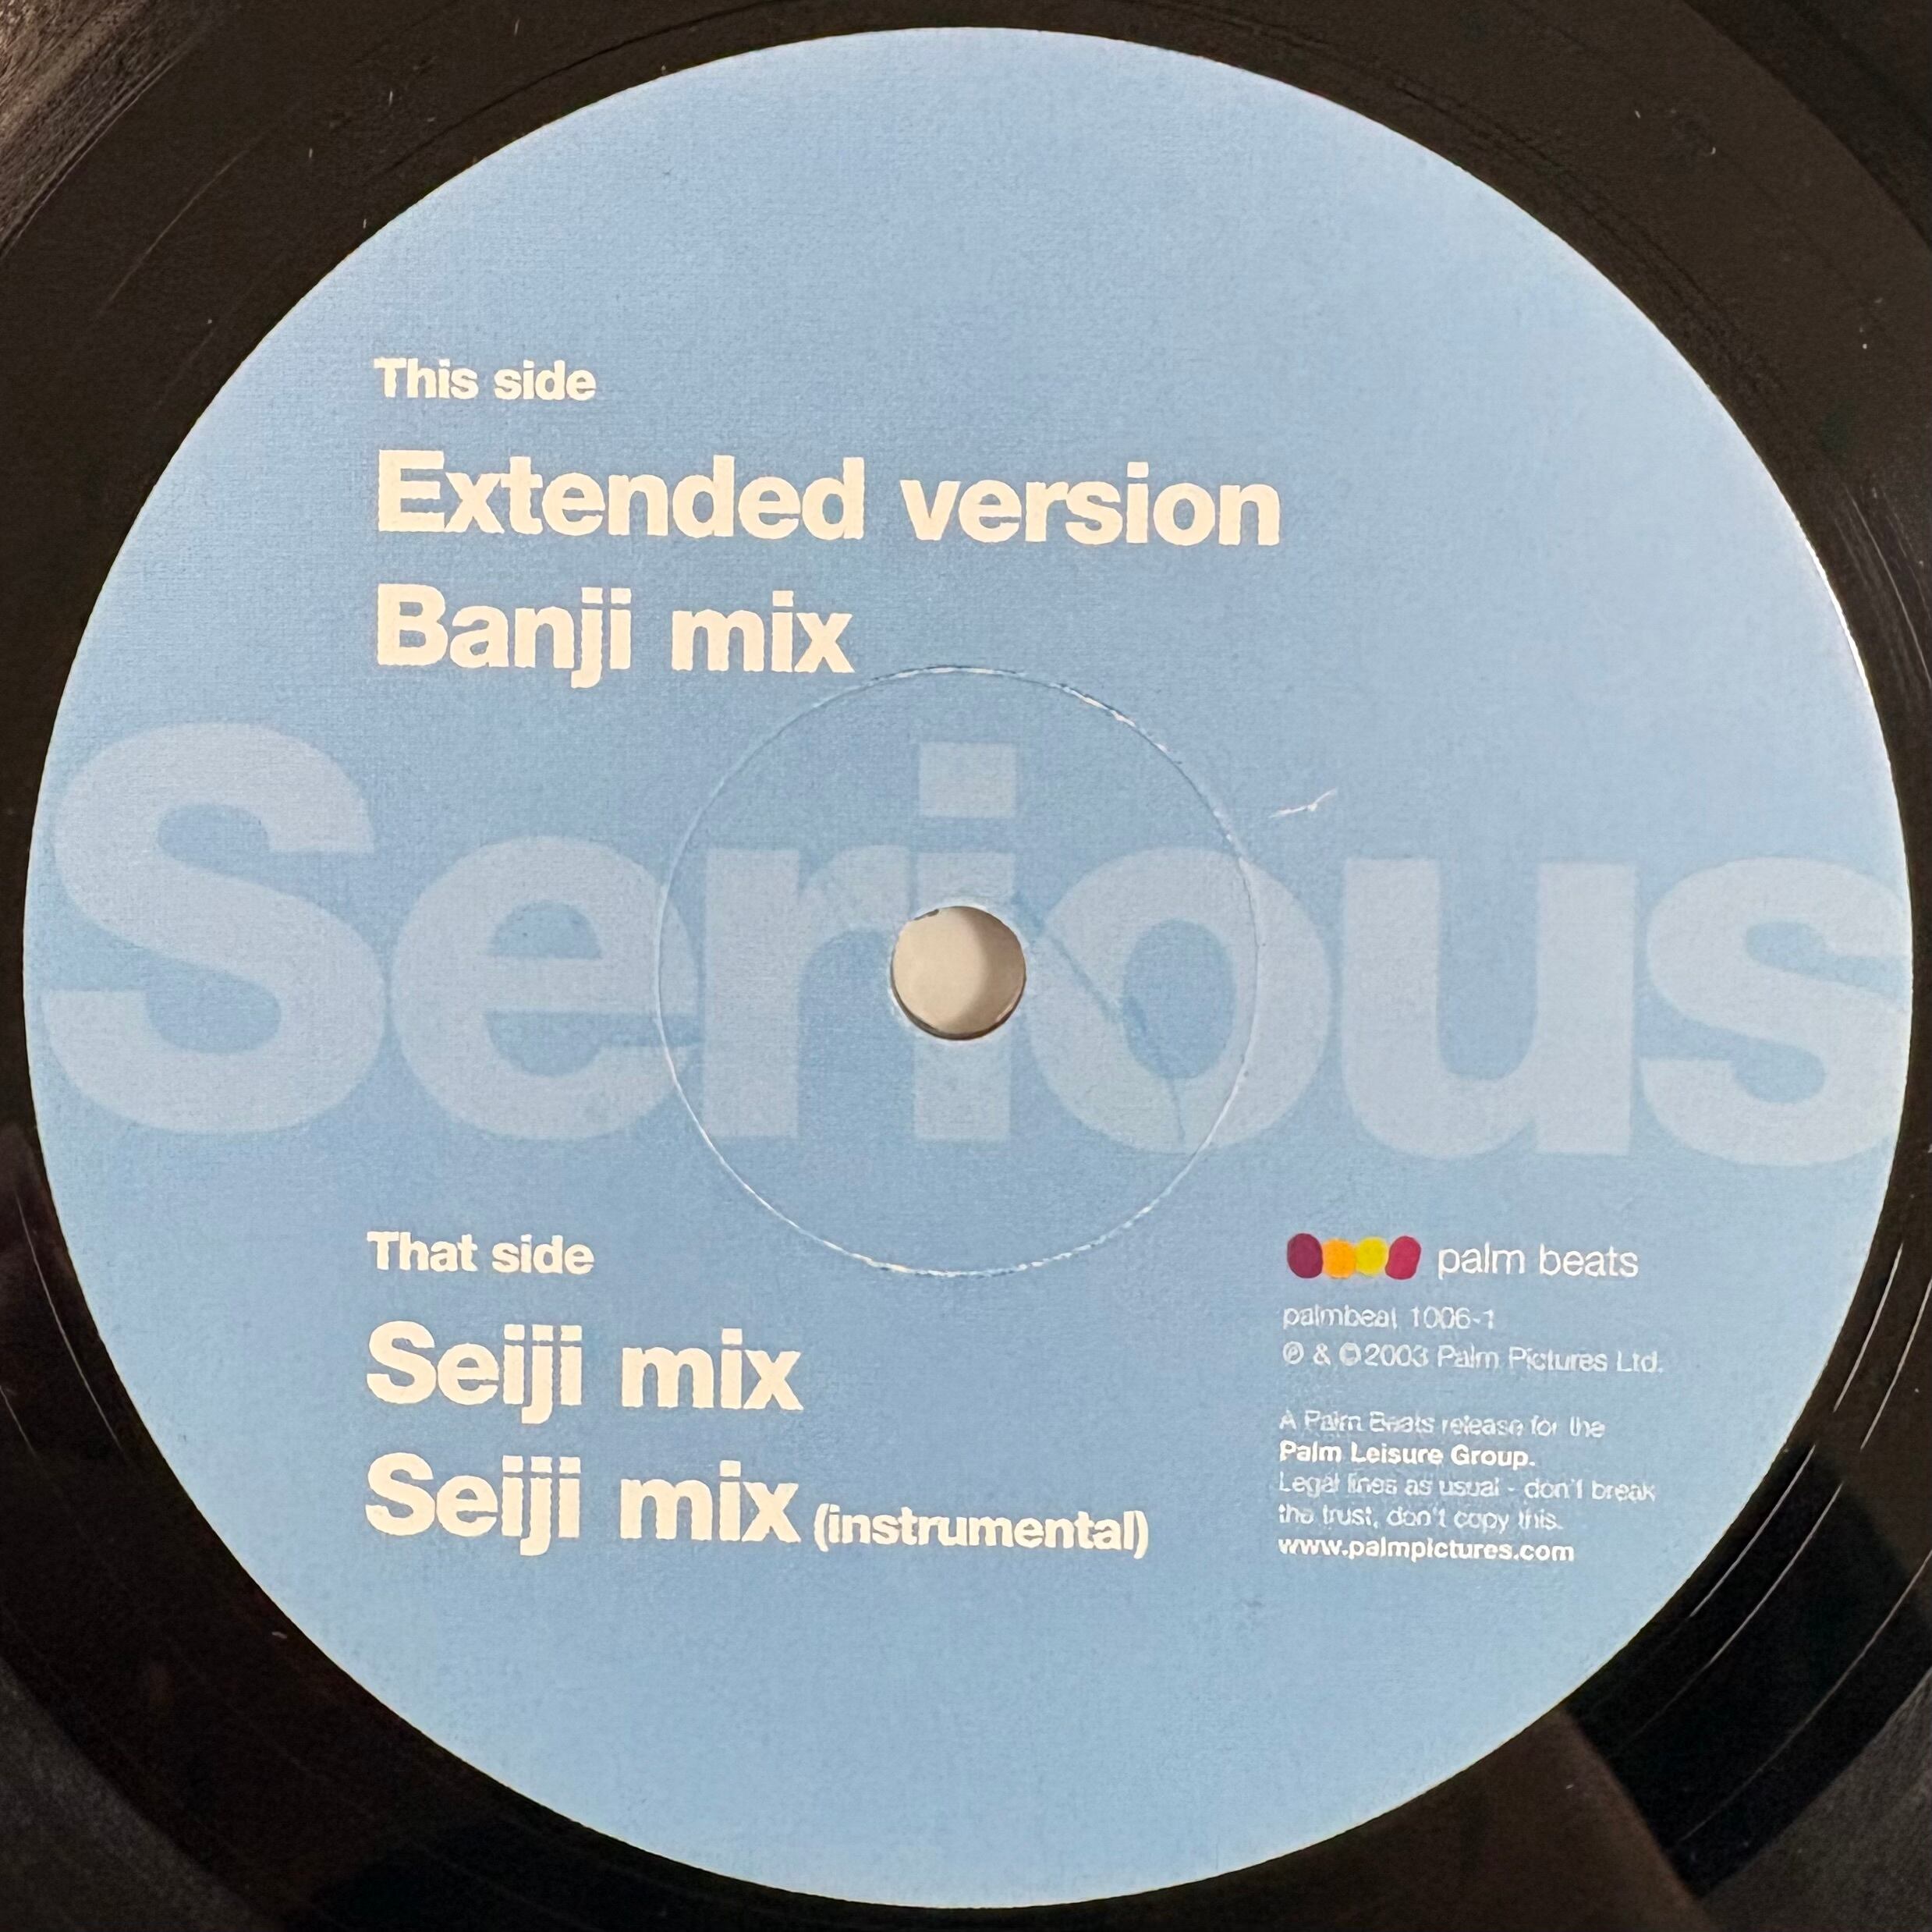 This side
Extended version
Banji mix
Serious
That side
Seiji mix
Seiji mix (instrumental)
palm beats
palmbeat 1006-1
℗ & ©2003 Palm Pictures Ltd.
A Palm Beats release for the
Palm Leisure Group.
Legal lines as usual - don't break
the trust, don't copy this.
www.palmpictures.com